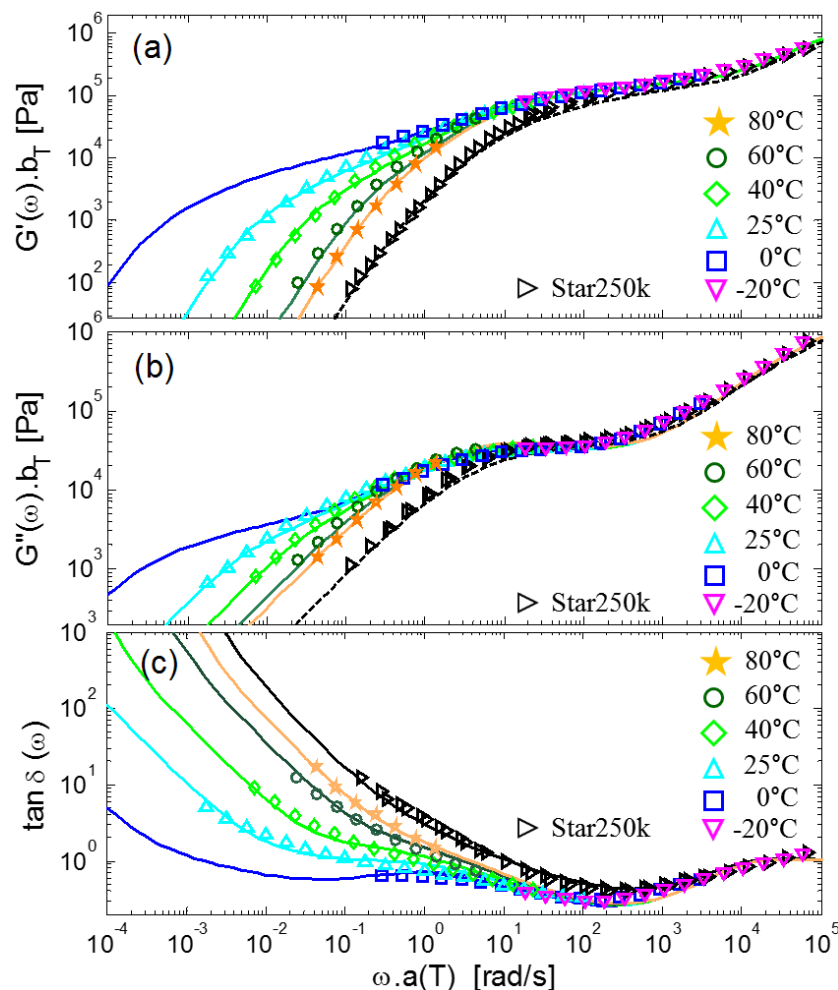 (a)
G'(ω).b_T [Pa]
10^6
10^5
10^4
10^3
10^2
6
80°C
60°C
40°C
25°C
0°C
-20°C
Star250k
(b)
G"(ω).b_T [Pa]
10^6
10^5
10^4
10^3
10^2
80°C
60°C
40°C
25°C
0°C
-20°C
Star250k
(c)
tan δ (ω)
10^3
10^2
10^1
10^0
80°C
60°C
40°C
25°C
0°C
-20°C
Star250k
10^-4 10^-3 10^-2 10^-1 10^0 10^1 10^2 10^3 10^4 10^5
ω.a(T) [rad/s]